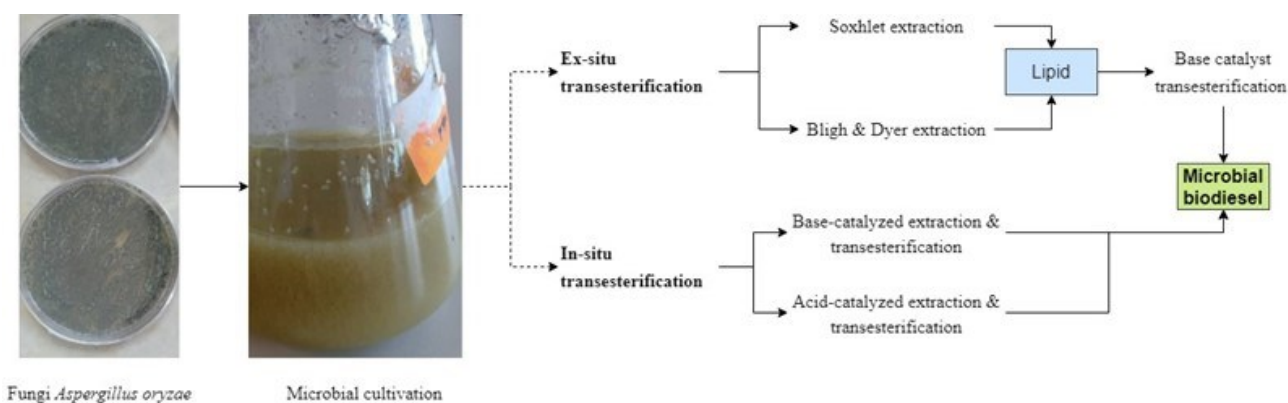 Soxhlet extraction
Ex-situ
transesterification
Lipid
Base catalyst
transesterification
Bligh & Dyer extraction
Microbial
biodiesel
Base-catalyzed extraction &
transesterification
In-situ
transesterification
Acid-catalyzed extraction &
transesterification
Fungi Aspergillus oryzae
Microbial cultivation